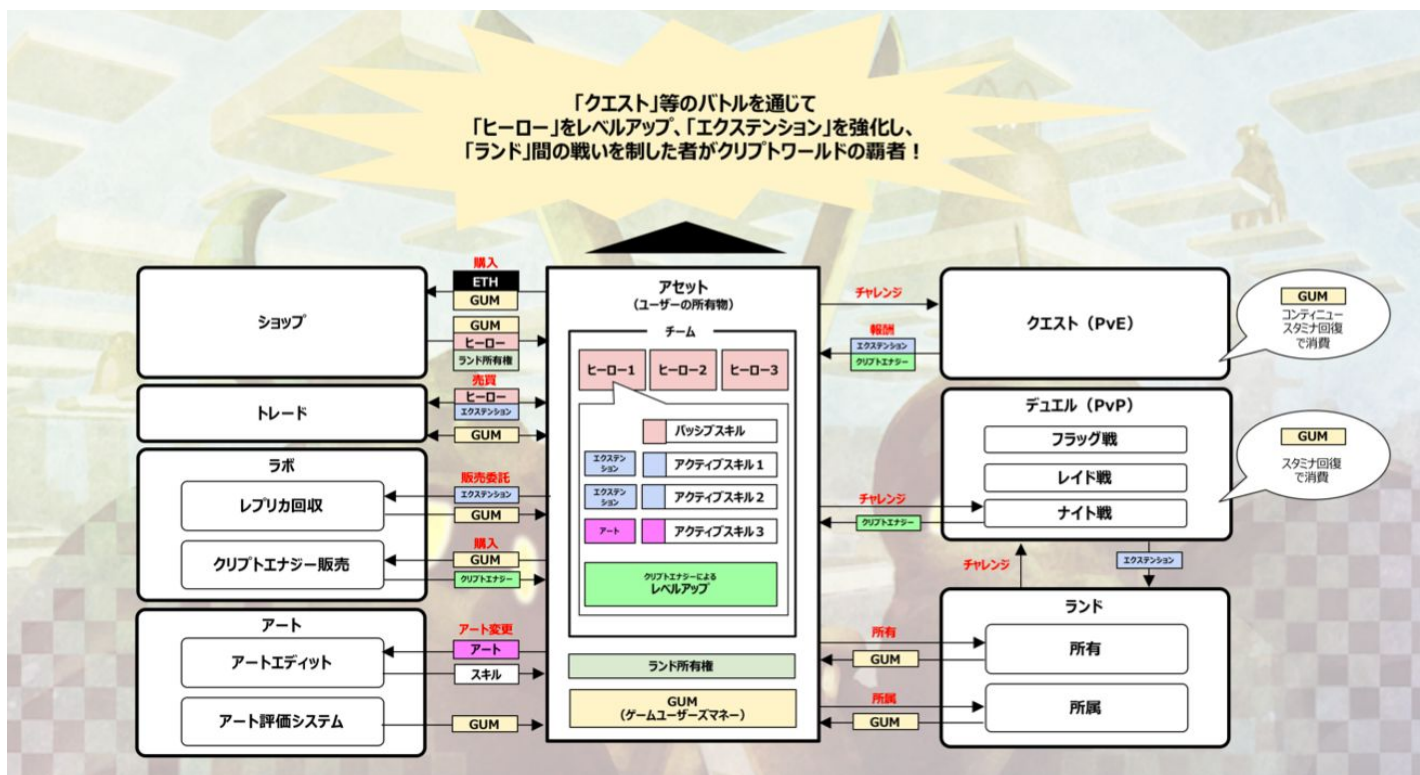 「クエスト」等のバトルを通じて
「ヒーロー」をレベルアップ、「エクステンション」を強化し、
「ランド」間の戦いを制した者がクリプトワールドの覇者！
ショップ
購入
ETH
GUM
GUM
ヒーロー
ランド所有権
トレード
売買
ヒーロー
エクステンション
GUM
ラボ
レプリカ回収
販売委託
エクステンション
GUM
クリプトエナジー販売
購入
GUM
クリプトエナジー
アート
アートエディット
アート変更
アート
スキル
アート評価システム
GUM
アセット
（ユーザーの所有物）
チーム
ヒーロー1
ヒーロー2
ヒーロー3
パッシブスキル
エクステン
ション
アクティブスキル1
エクステン
ション
アクティブスキル2
アート
アクティブスキル3
クリプトエナジーによる
レベルアップ
ランド所有権
GUM
（ゲームユーザーズマネー）
チャレンジ
報酬
エクステンション
クリプトエナジー
クエスト（PvE）
GUM
コンティニュー
スタミナ回復
で消費
デュエル（PvP）
フラッグ戦
レイド戦
ナイト戦
チャレンジ
クリプトエナジー
GUM
スタミナ回復
で消費
チャレンジ
エクステンション
ランド
所有
所有
GUM
所属
所属
GUM